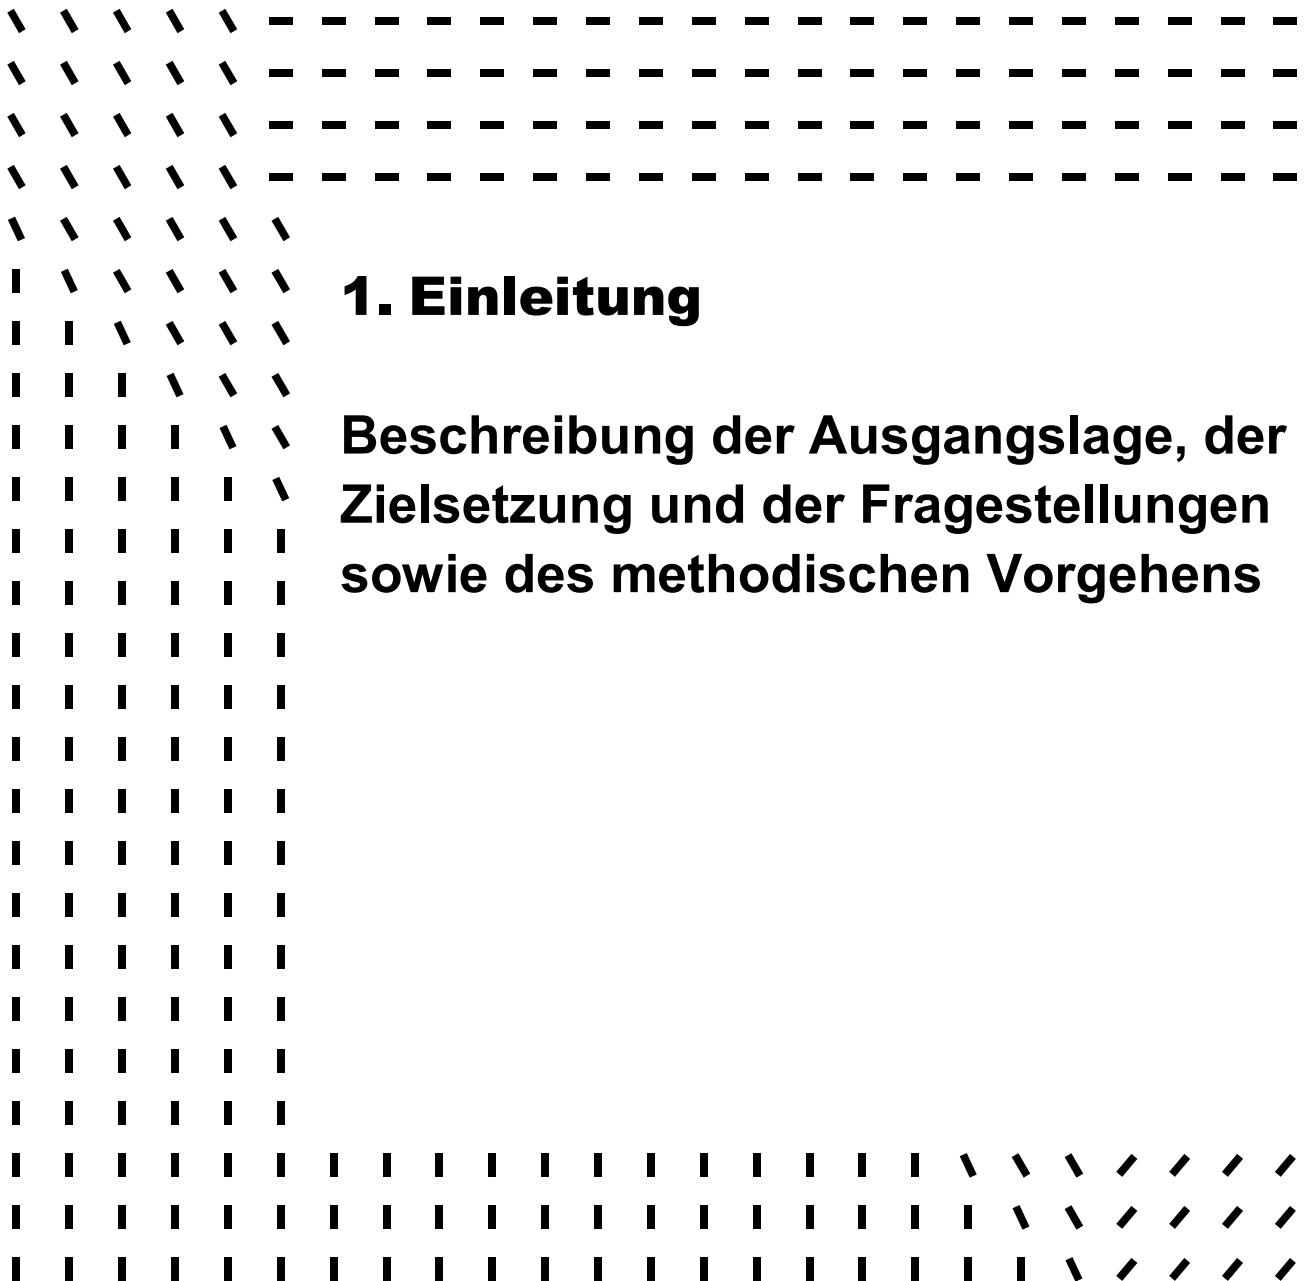 1. Einleitung
Beschreibung der Ausgangslage, der
Zielsetzung und der Fragestellungen
sowie des methodischen Vorgehens